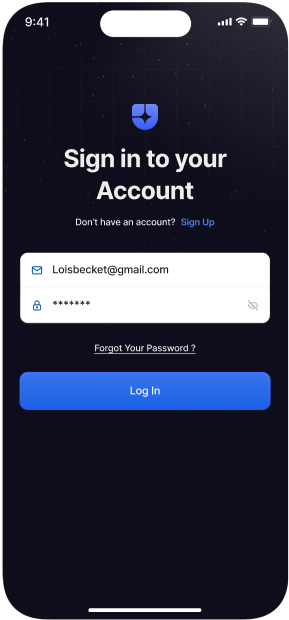 9:41
Sign in to your
Account
Don't have an account? Sign Up
Loisbecket@gmail.com
*******
Forgot Your Password ?
Log In